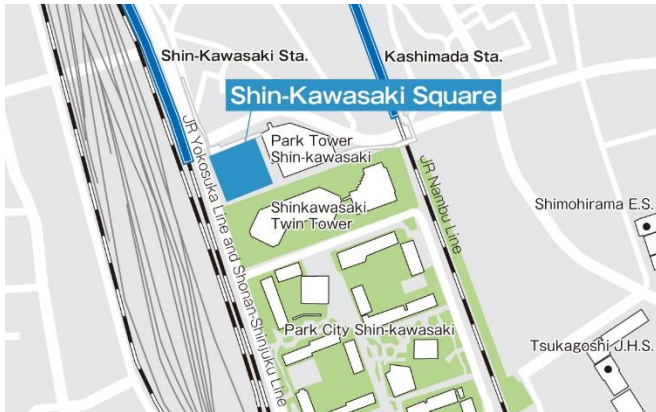 Shin-Kawasaki Sta.
Kashimada Sta.
Shin-Kawasaki Square
Park Tower
Shin-kawasaki
JR Yokosuka Line and Shonan-Shinjuku Line
JR Nambu Line
Shinkawasaki
Twin Tower
Shimohirama E.S.
Park City Shin-kawasaki
Tsukagoshi J.H.S.